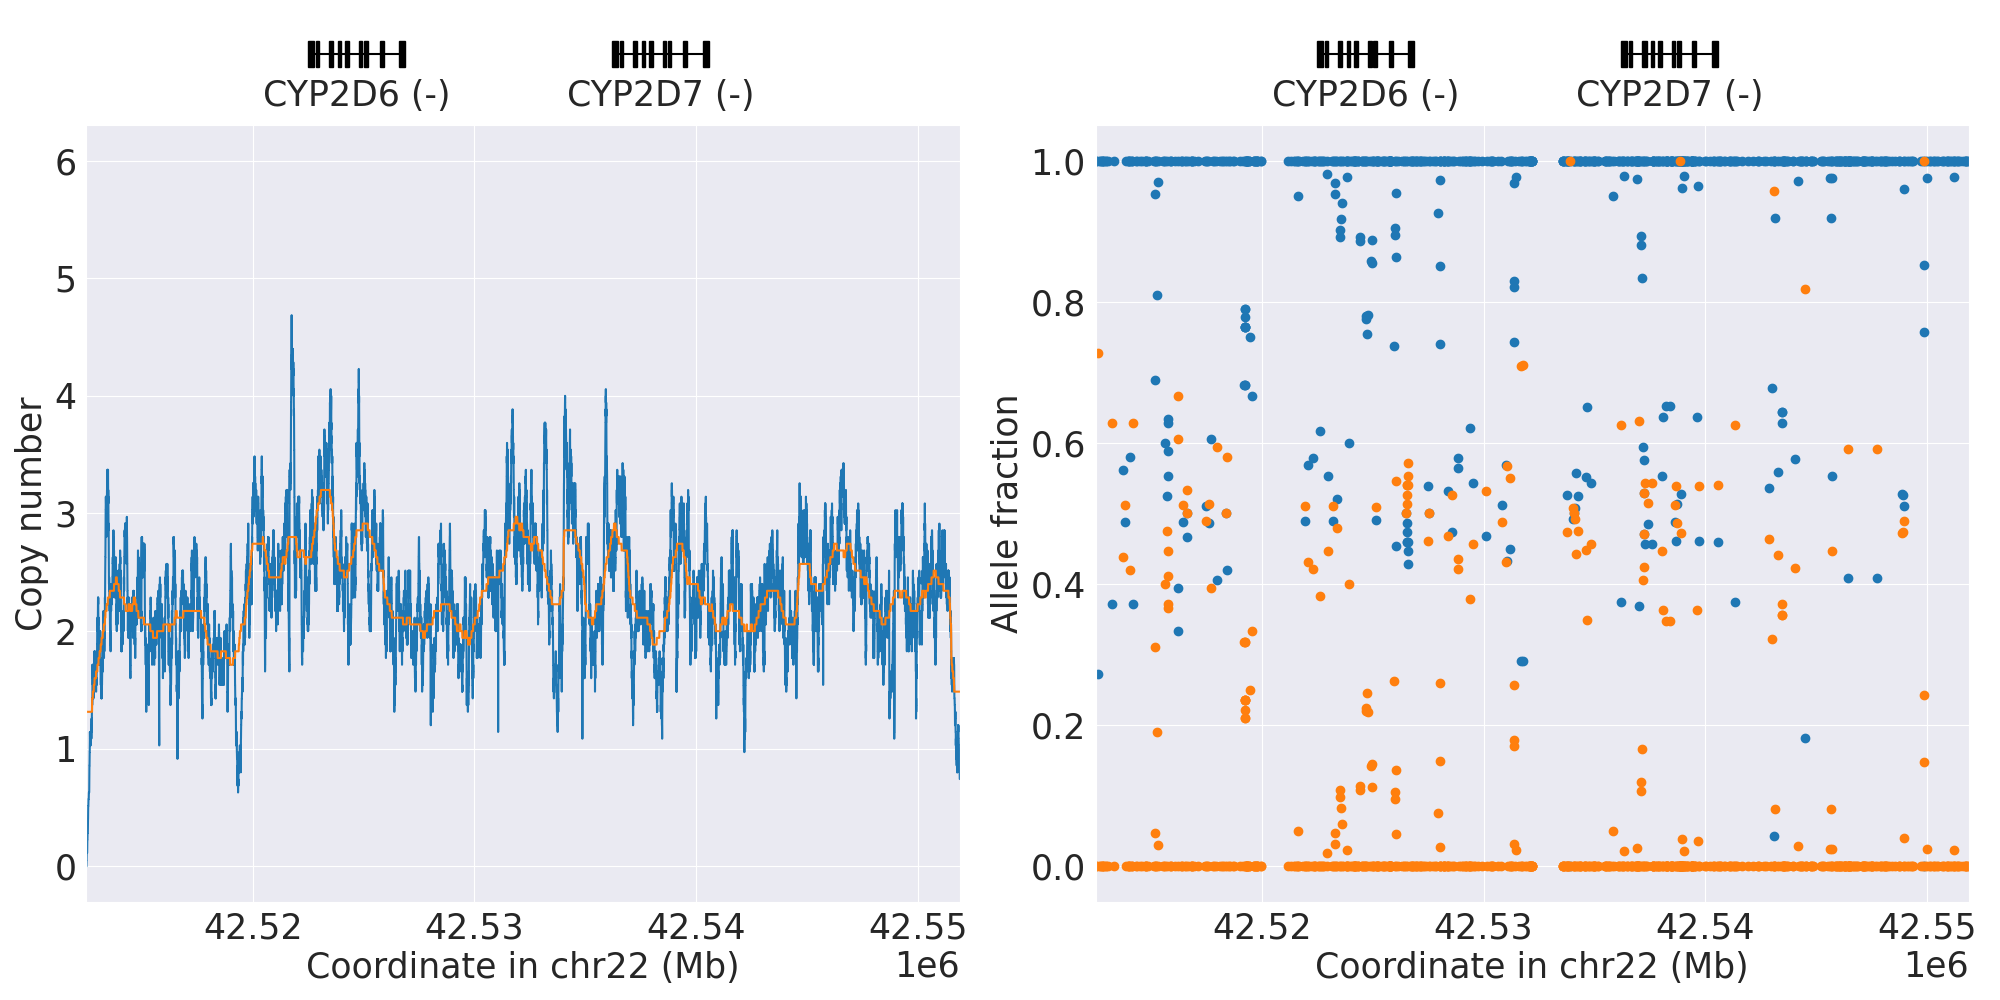 CYP2D6 (-) CYP2D7 (-)
Copy number
6
5
4
3
2
1
0
42.52 42.53 42.54 42.55
Coordinate in chr22 (Mb)
1e6
CYP2D6 (-) CYP2D7 (-)
Allele fraction
1.0
0.8
0.6
0.4
0.2
0.0
42.52 42.53 42.54 42.55
Coordinate in chr22 (Mb)
1e6